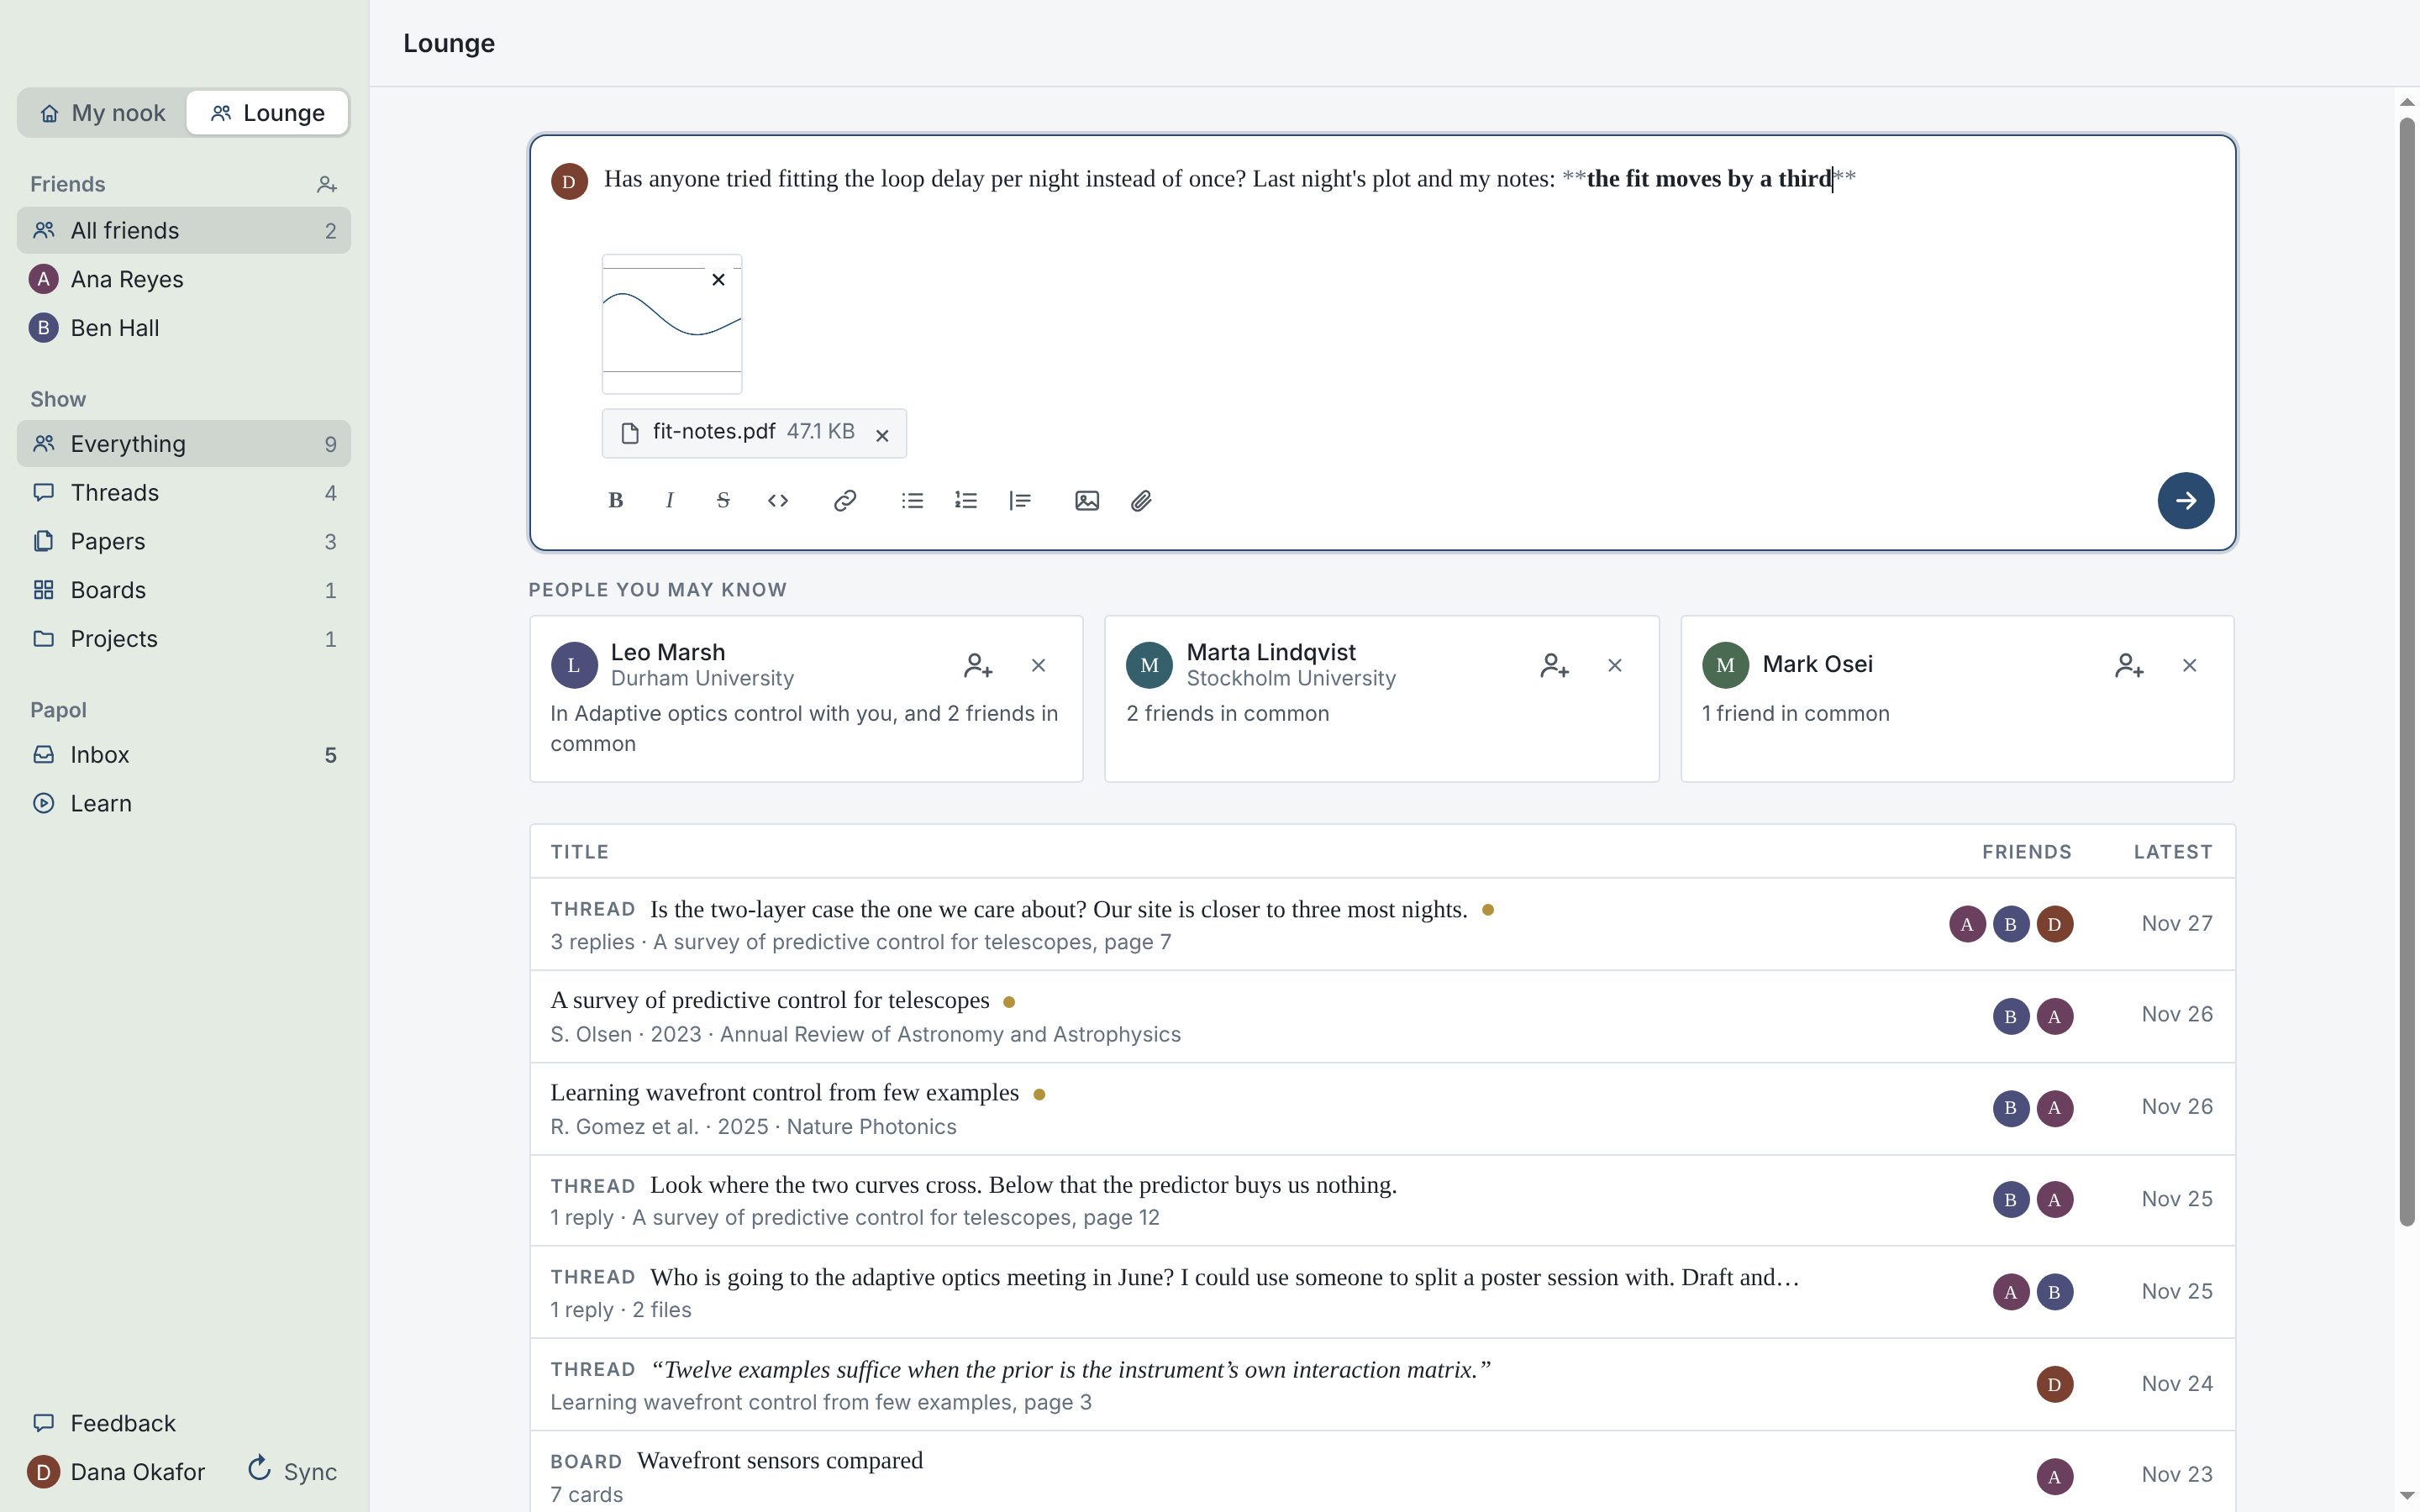 Lounge
My nook
Lounge
Friends
All friends 2
A Ana Reyes
B Ben Hall
Show
Everything 9
Threads 4
Papers 3
Boards 1
Projects 1
Papol
Inbox 5
Learn
Feedback
D Dana Okafor Sync
D Has anyone tried fitting the loop delay per night instead of once? Last night's plot and my notes: **the fit moves by a third**
fit-notes.pdf 47.1 KB
B I S
PEOPLE YOU MAY KNOW
L Leo Marsh
Durham University
In Adaptive optics control with you, and 2 friends in
common
M Marta Lindqvist
Stockholm University
2 friends in common
M Mark Osei
1 friend in common
TITLE FRIENDS LATEST
THREAD Is the two-layer case the one we care about? Our site is closer to three most nights. A B D Nov 27
3 replies · A survey of predictive control for telescopes, page 7
A survey of predictive control for telescopes B A Nov 26
S. Olsen · 2023 · Annual Review of Astronomy and Astrophysics
Learning wavefront control from few examples B A Nov 26
R. Gomez et al. · 2025 · Nature Photonics
THREAD Look where the two curves cross. Below that the predictor buys us nothing. B A Nov 25
1 reply · A survey of predictive control for telescopes, page 12
THREAD Who is going to the adaptive optics meeting in June? I could use someone to split a poster session with. Draft and… A B Nov 25
1 reply · 2 files
THREAD “Twelve examples suffice when the prior is the instrument’s own interaction matrix.” D Nov 24
Learning wavefront control from few examples, page 3
BOARD Wavefront sensors compared A Nov 23
7 cards